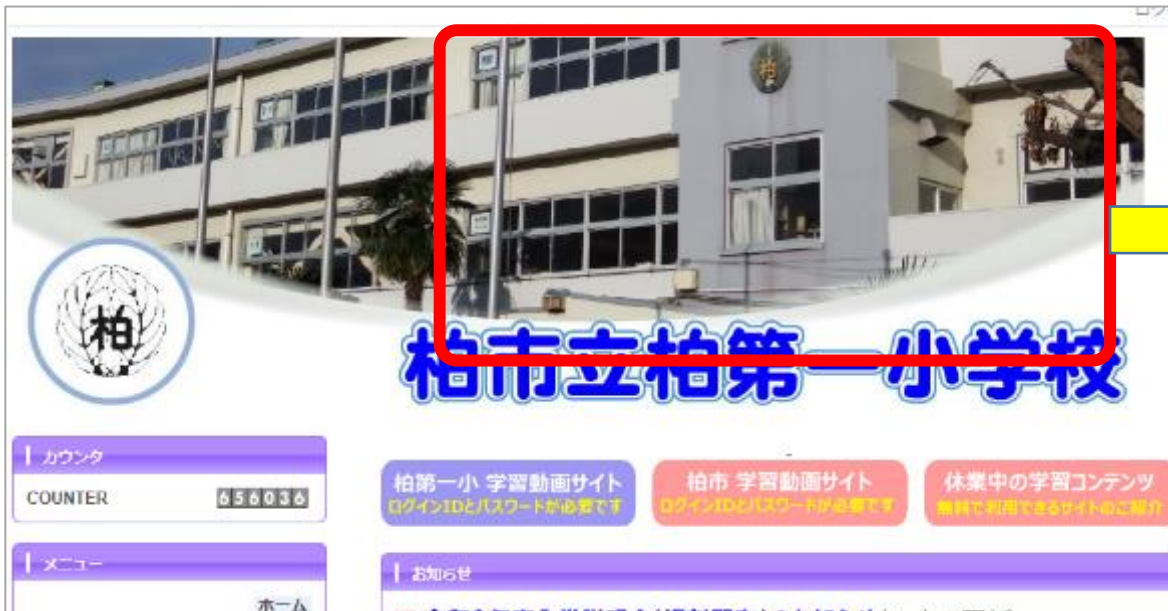 柏
柏
柏市立柏第一小学校
カウンタ
COUNTER 656036
柏第一小 学習動画サイト
ログインIDとパスワードが必要です
柏市 学習動画サイト
ログインIDとパスワードが必要です
休業中の学習コンテンツ
無料で利用できるサイトのご紹介
メニュー
ホーム
お知らせ